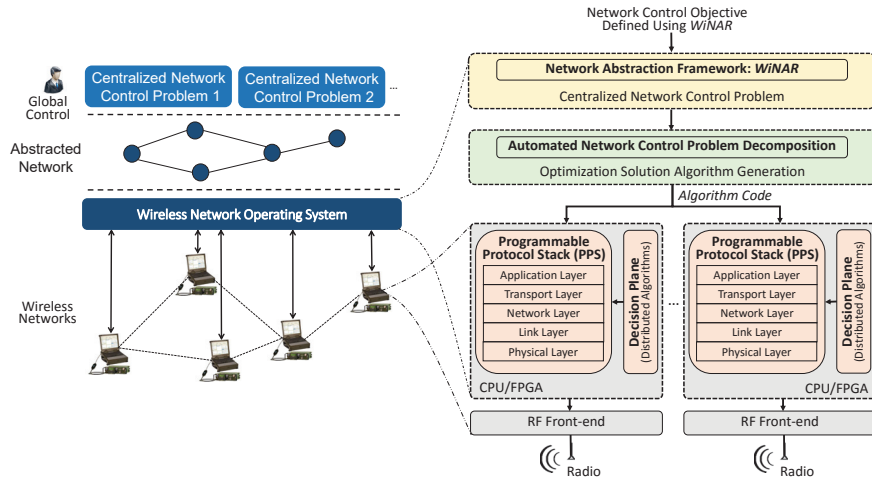 Global
Control
Centralized Network
Control Problem 1
Centralized Network
Control Problem 2
...
Abstracted
Network
Wireless Network Operating System
Wireless
Networks
Network Control Objective
Defined Using WiNAR
Network Abstraction Framework: WiNAR
Centralized Network Control Problem
Automated Network Control Problem Decomposition
Optimization Solution Algorithm Generation
Algorithm Code
Programmable
Protocol Stack (PPS)
Application Layer
Transport Layer
Network Layer
Link Layer
Physical Layer
Decision Plane
(Distributed Algorithms)
CPU/FPGA
RF Front-end
Radio
...
Programmable
Protocol Stack (PPS)
Application Layer
Transport Layer
Network Layer
Link Layer
Physical Layer
Decision Plane
(Distributed Algorithms)
CPU/FPGA
RF Front-end
Radio